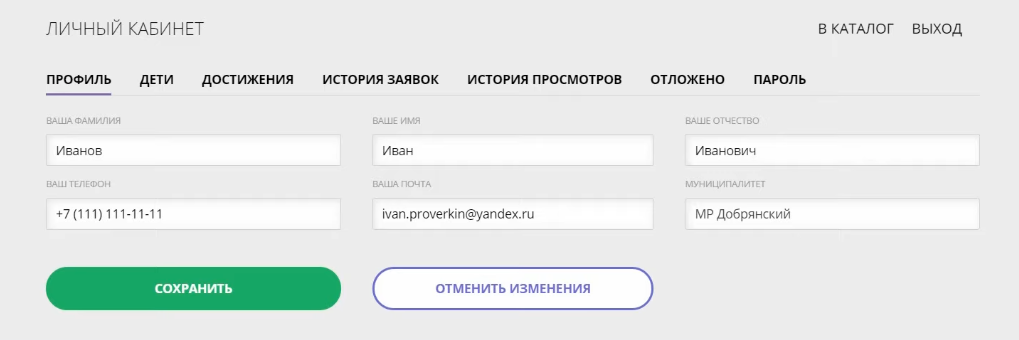 ЛИЧНЫЙ КАБИНЕТ В КАТАЛОГ ВЫХОД
ПРОФИЛЬ ДЕТИ ДОСТИЖЕНИЯ ИСТОРИЯ ЗАЯВОК ИСТОРИЯ ПРОСМОТРОВ ОТЛОЖЕНО ПАРОЛЬ
ВАША ФАМИЛИЯ ВАШЕ ИМЯ ВАШЕ ОТЧЕСТВО
Иванов Иван Иванович
ВАШ ТЕЛЕФОН ВАША ПОЧТА МУНИЦИПАЛИТЕТ
+7 (111) 111-11-11 ivan.proverkin@yandex.ru МР Добрянский
СОХРАНИТЬ ОТМЕНИТЬ ИЗМЕНЕНИЯ